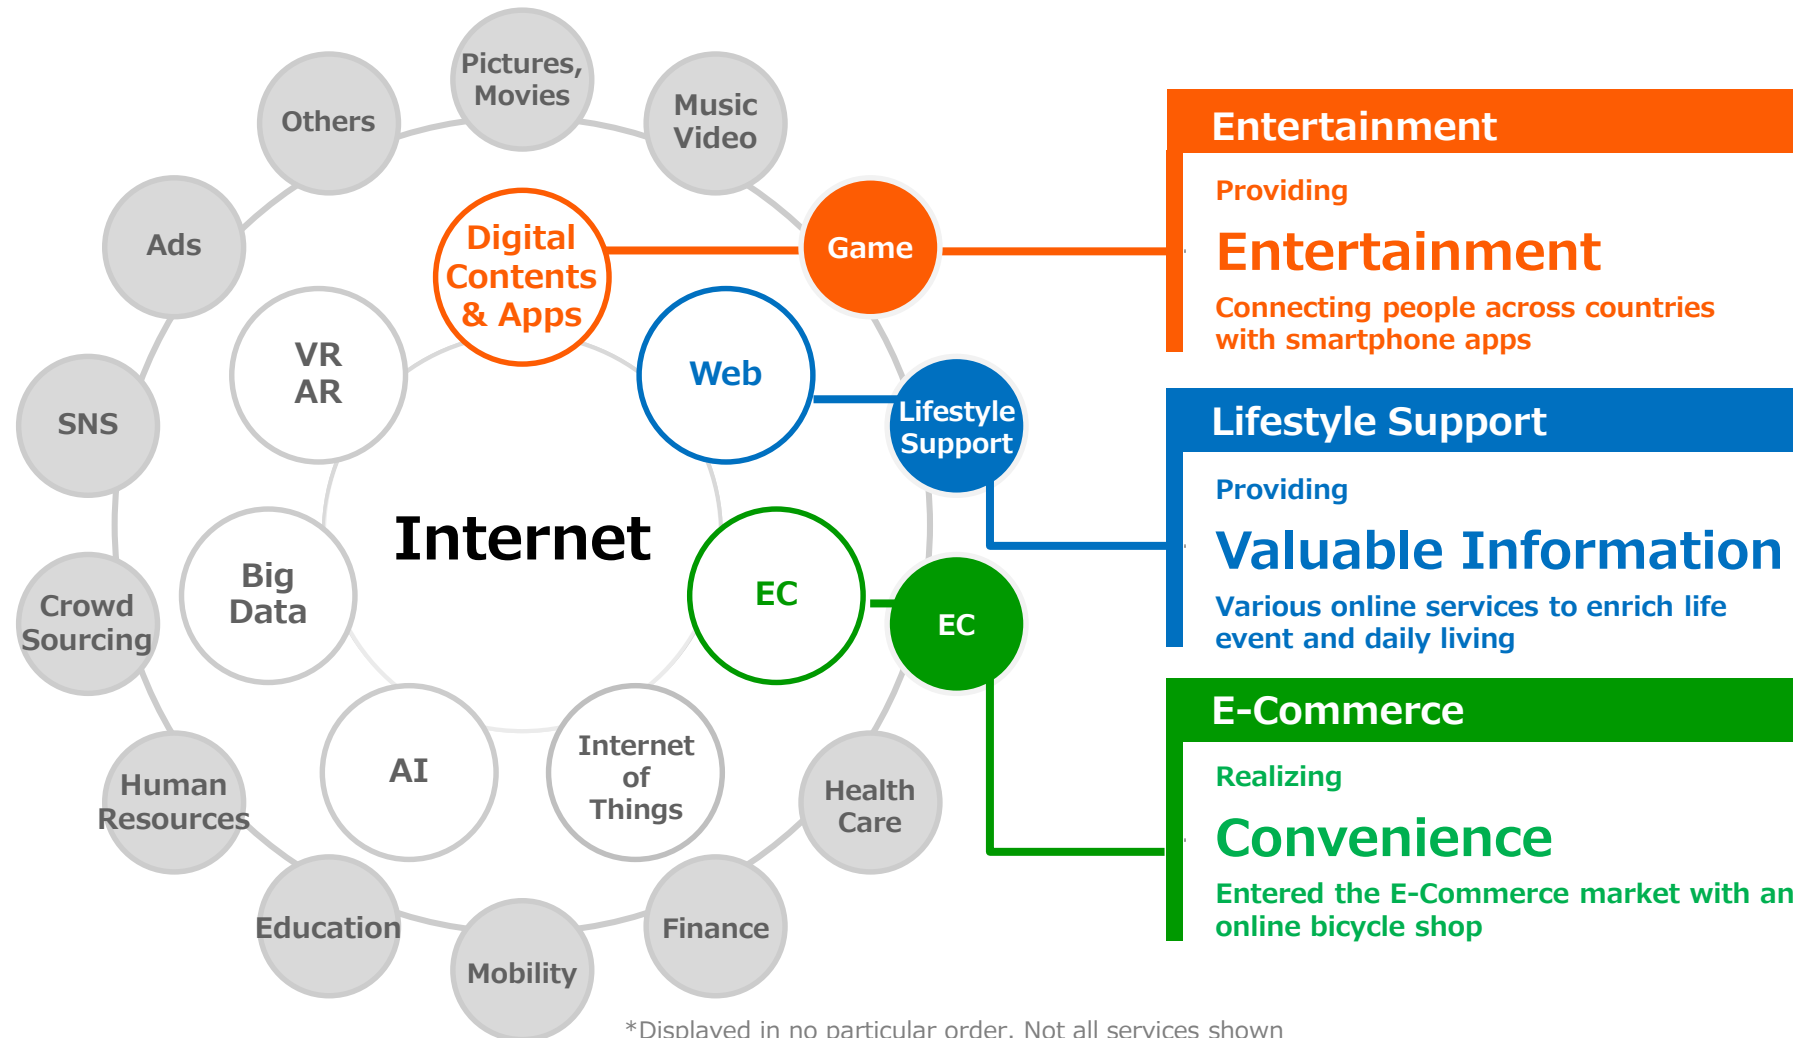 Pictures,
Movies
Music
Video
Others
Ads
SNS
Crowd
Sourcing
Human
Resources
Education
Mobility
Finance
Health
Care
Game
Lifestyle
Support
EC
Digital
Contents
& Apps
Web
EC
Internet
of
Things
AI
Big
Data
VR
AR
Internet
Entertainment
Providing
Entertainment
Connecting people across countries
with smartphone apps
Lifestyle Support
Providing
Valuable Information
Various online services to enrich life
event and daily living
E-Commerce
Realizing
Convenience
Entered the E-Commerce market with an
online bicycle shop
*Displayed in no particular order. Not all services shown